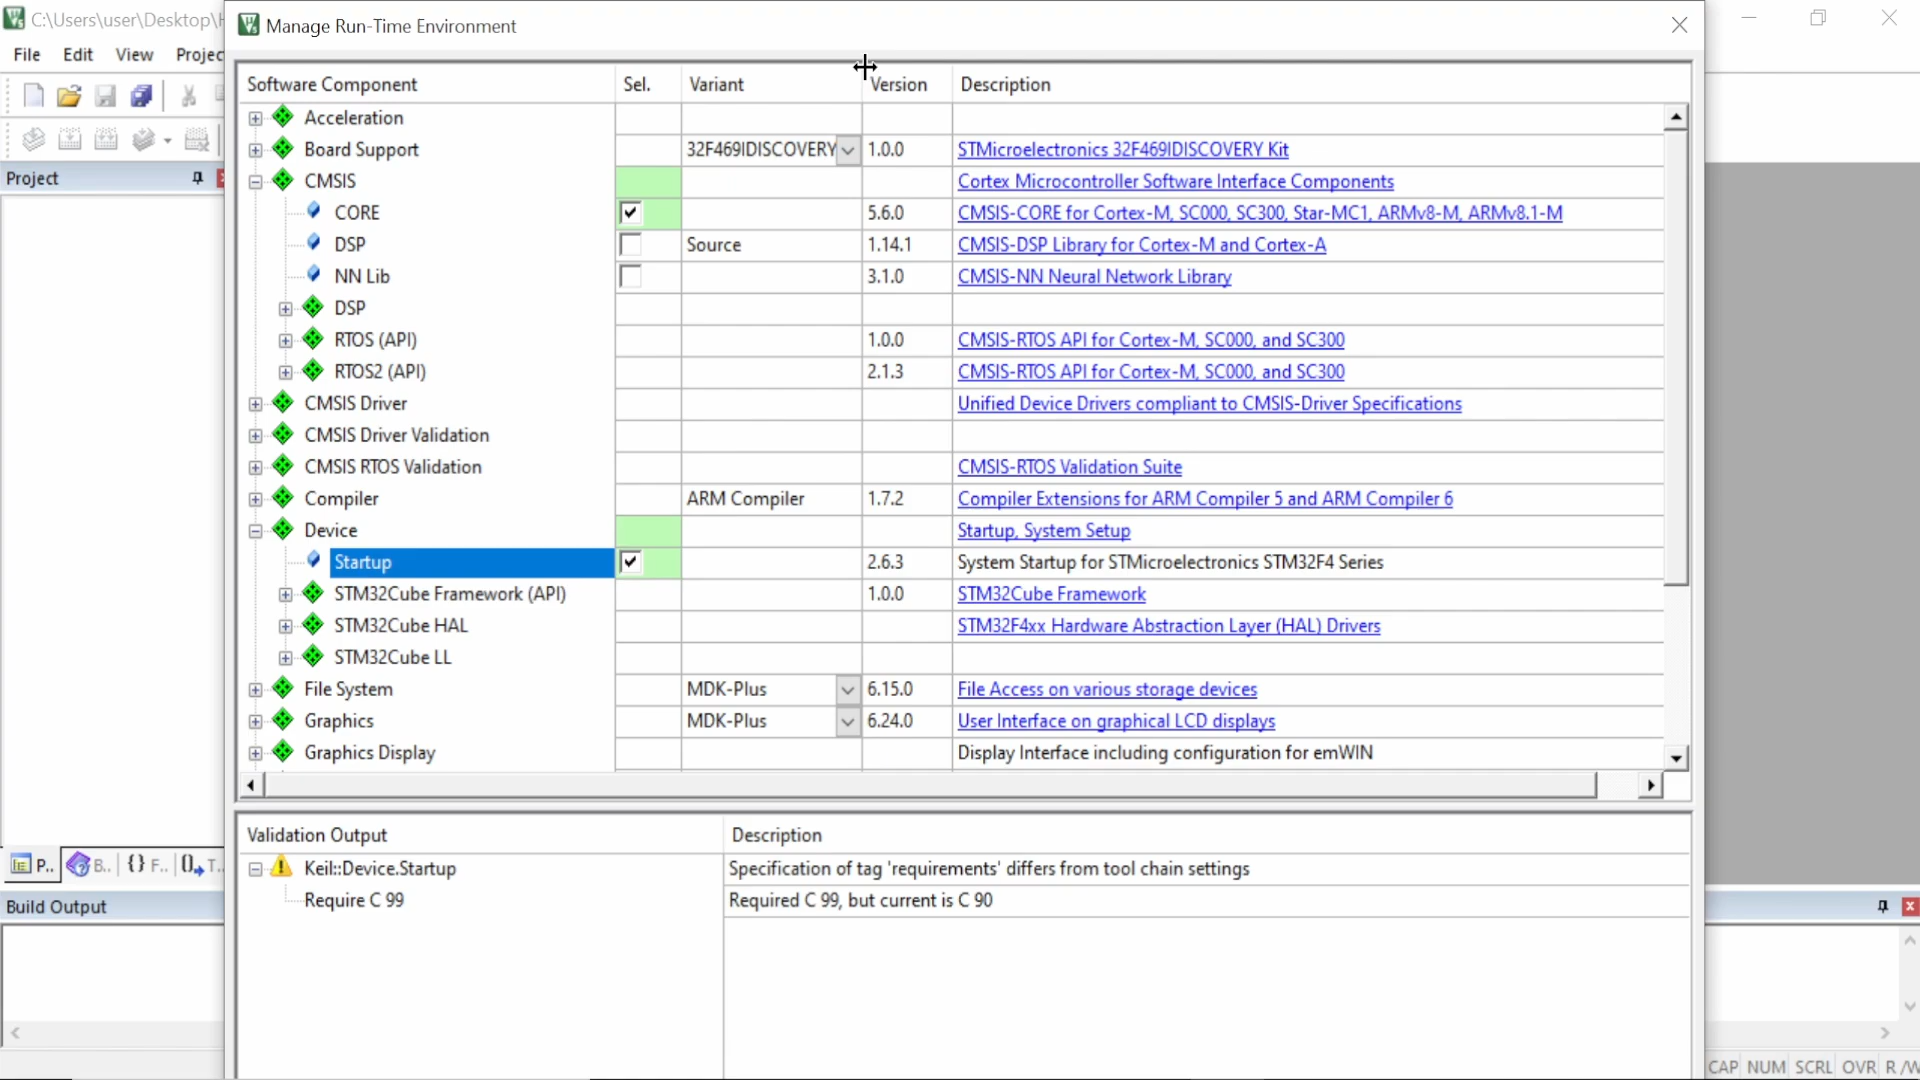 C:\Users\user\Desktop\
Manage Run-Time Environment
File Edit View
Software Component Sel. Variant Version Description
Acceleration
Board Support 32F469IDISCOVERY 1.0.0 STMicroelectronics 32F469IDISCOVERY Kit
Project
CMSIS Cortex Microcontroller Software Interface Components
CORE 5.6.0 CMSIS-CORE for Cortex-M, SC000, SC300, Star-MC1, ARMv8-M, ARMv8.1-M
DSP Source 1.14.1 CMSIS-DSP Library for Cortex-M and Cortex-A
NN Lib 3.1.0 CMSIS-NN Neural Network Library
DSP
RTOS (API) 1.0.0 CMSIS-RTOS API for Cortex-M, SC000, and SC300
RTOS2 (API) 2.1.3 CMSIS-RTOS API for Cortex-M, SC000, and SC300
CMSIS Driver Unified Device Drivers compliant to CMSIS-Driver Specifications
CMSIS Driver Validation
CMSIS RTOS Validation CMSIS-RTOS Validation Suite
Compiler ARM Compiler 1.7.2 Compiler Extensions for ARM Compiler 5 and ARM Compiler 6
Device Startup, System Setup
Startup 2.6.3 System Startup for STMicroelectronics STM32F4 Series
STM32Cube Framework (API) 1.0.0 STM32Cube Framework
STM32Cube HAL STM32F4xx Hardware Abstraction Layer (HAL) Drivers
STM32Cube LL
File System MDK-Plus 6.15.0 File Access on various storage devices
Graphics MDK-Plus 6.24.0 User Interface on graphical LCD displays
Graphics Display Display Interface including configuration for emWIN
Validation Output Description
P.. B.. {} F.. T..
Keil::Device.Startup Specification of tag 'requirements' differs from tool chain settings
Require C 99 Required C 99, but current is C 90
Build Output
CAP NUM SCRL OVR R/W